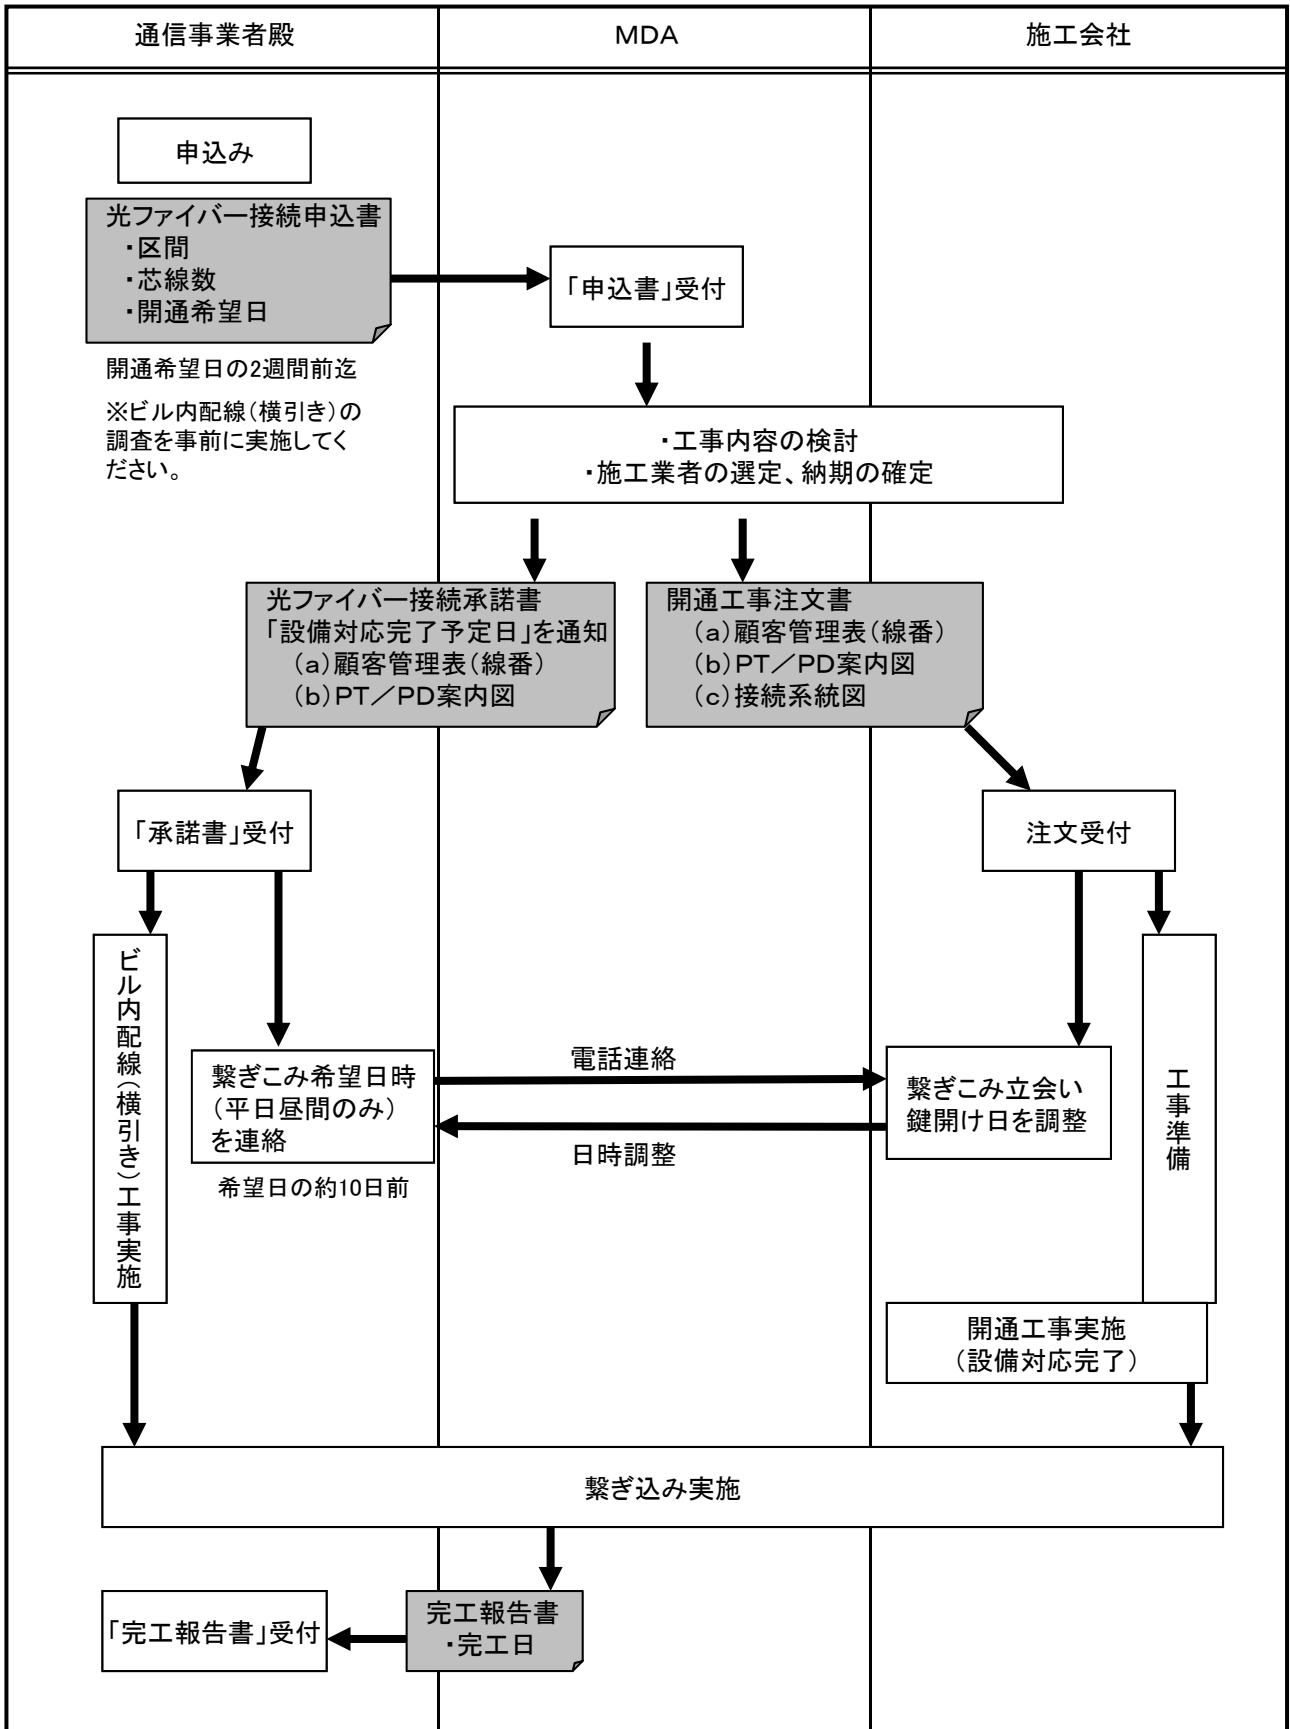 通信事業者殿
MDA
施工会社
申込み
光ファイバー接続申込書
・区間
・芯線数
・開通希望日
開通希望日の2週間前迄
※ビル内配線（横引き）の
調査を事前に実施してく
ださい。
「申込書」受付
・工事内容の検討
・施工業者の選定、納期の確定
光ファイバー接続承諾書
「設備対応完了予定日」を通知
（a）顧客管理表（線番）
（b）PT／PD案内図
開通工事注文書
（a）顧客管理表（線番）
（b）PT／PD案内図
（c）接続系統図
「承諾書」受付
注文受付
ビル内配線（横引き）工事実施
繋ぎこみ希望日時
（平日昼間のみ）
を連絡
希望日の約10日前
電話連絡
日時調整
繋ぎこみ立会い
鍵開け日を調整
工事準備
開通工事実施
（設備対応完了）
繋ぎ込み実施
完工報告書
・完工日
「完工報告書」受付